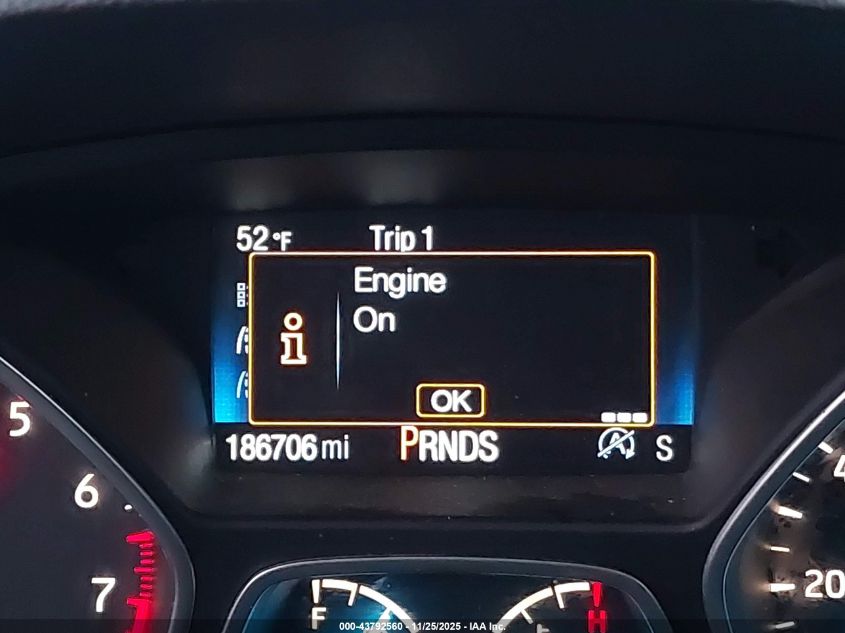 52°F Trip 1
Engine
On
OK
186706 mi PRNDS A S
5
6
7
4
20
F H
000-43792560 - 11/25/2025 - IAA Inc.